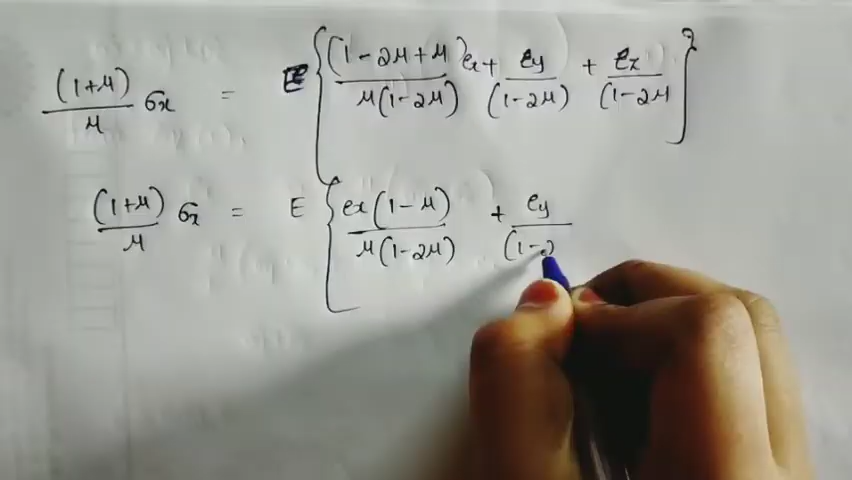 (1+μ)/μ σx = E { (1-2μ+μ)ex/μ(1-2μ) + ey/(1-2μ) + ez/(1-2μ }
(1+μ)/μ σx = E { ex(1-μ)/μ(1-2μ) + ey/(1-2